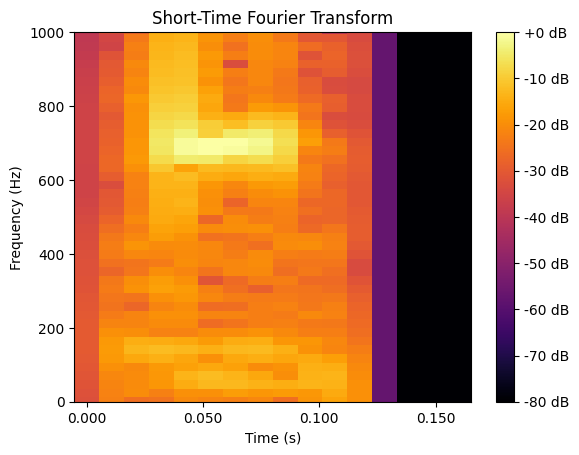 Short-Time Fourier Transform
1000
800
600
400
200
0
Frequency (Hz)
0.000
0.050
0.100
0.150
Time (s)
+0 dB
-10 dB
-20 dB
-30 dB
-40 dB
-50 dB
-60 dB
-70 dB
-80 dB